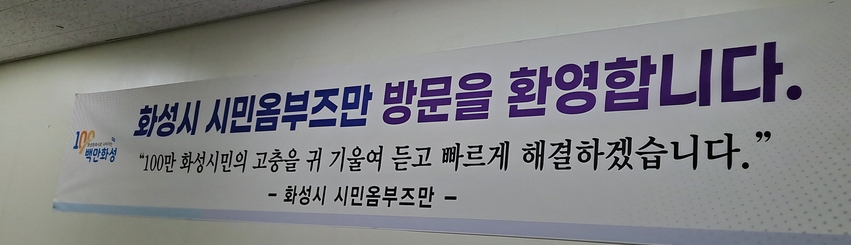 화성시 시민옴부즈만 방문을 환영합니다.
100
백만화성
“100만 화성시민의 고충을 귀 기울여 듣고 빠르게 해결하겠습니다.”
- 화성시 시민옴부즈만 -